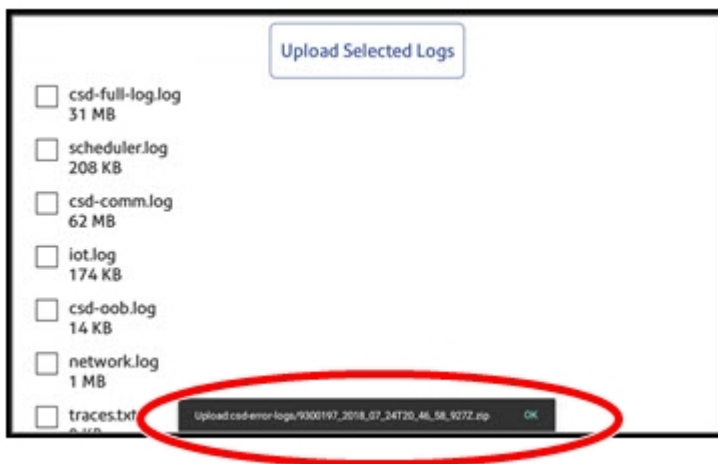 Upload Selected Logs
csd-full-log.log
31 MB
scheduler.log
208 KB
csd-comm.log
62 MB
iot.log
174 KB
csd-oob.log
14 KB
network.log
1 MB
traces.txt
Upload:csd-error-logs/9300197_2018_07_24T20_46_58_927Z.zip OK